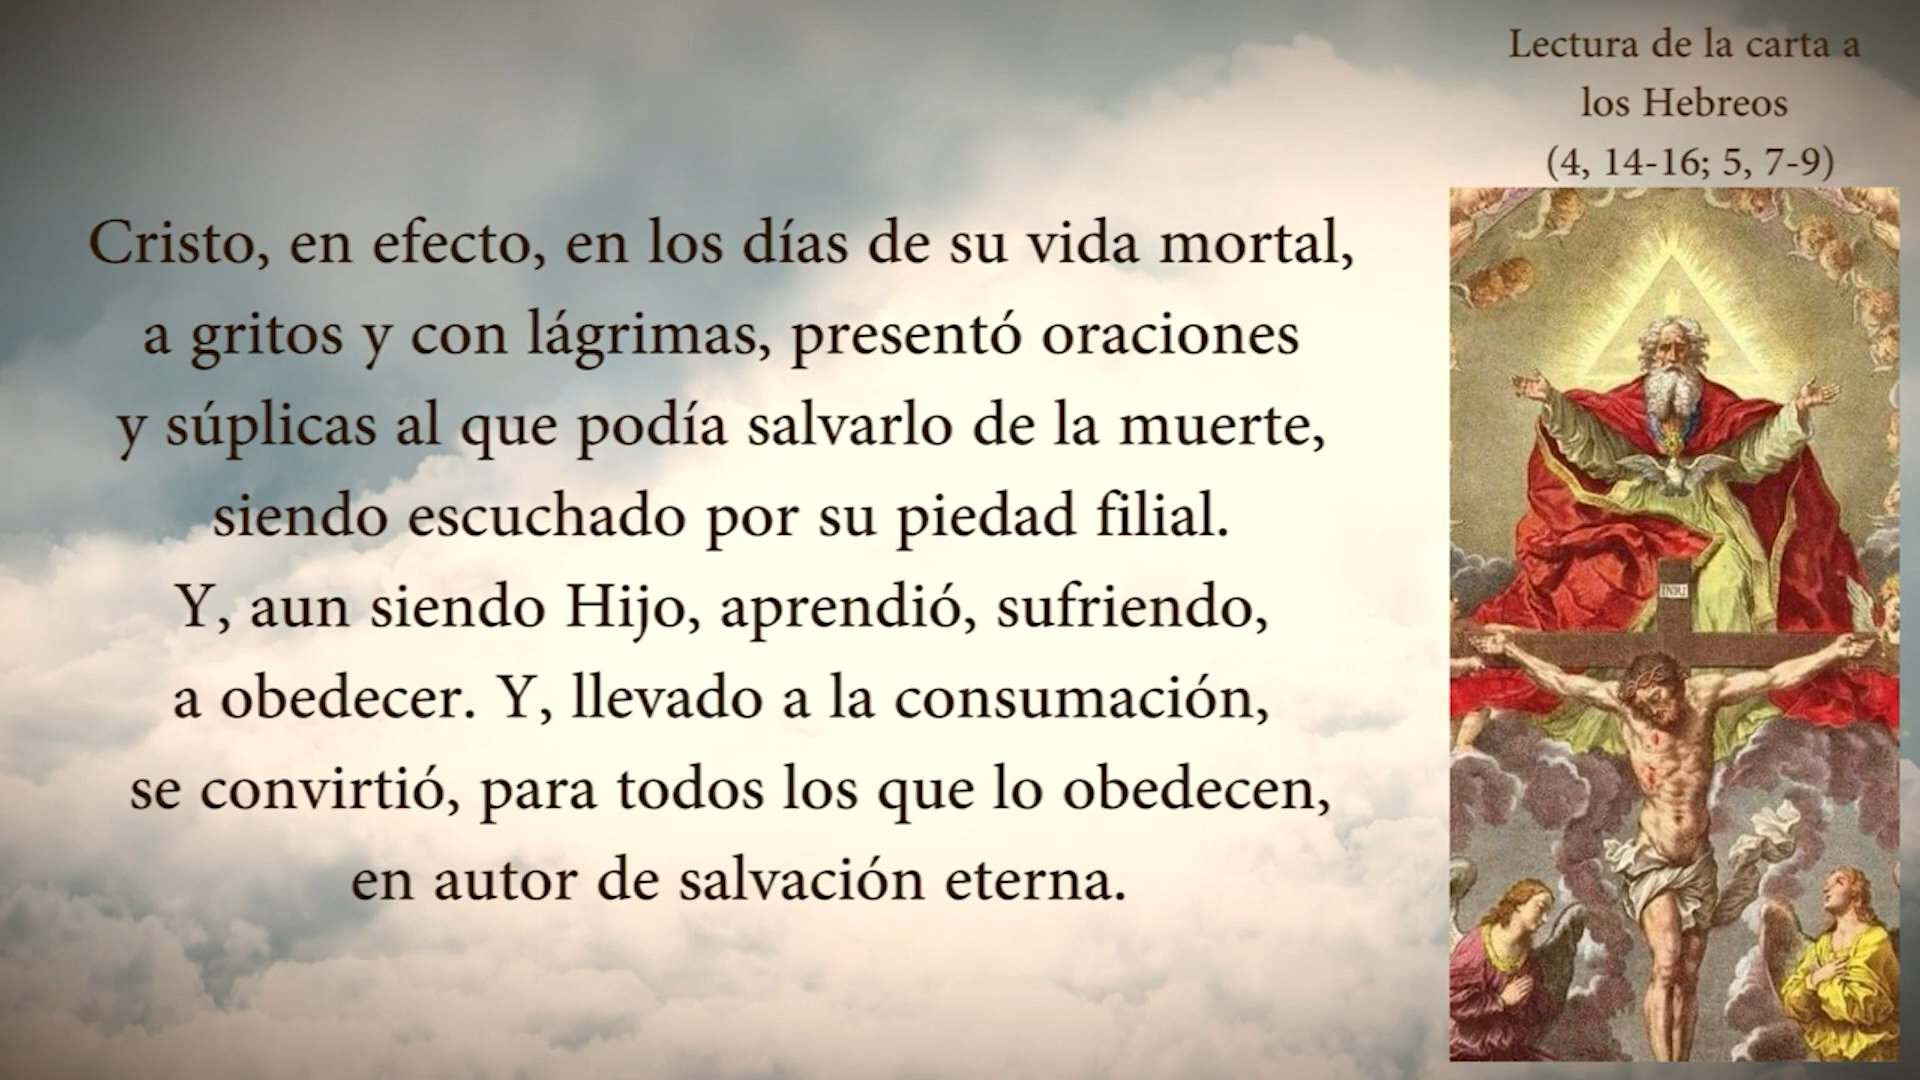 Lectura de la carta a
los Hebreos
(4, 14-16; 5, 7-9)
Cristo, en efecto, en los días de su vida mortal,
a gritos y con lágrimas, presentó oraciones
y súplicas al que podía salvarlo de la muerte,
siendo escuchado por su piedad filial.
Y, aun siendo Hijo, aprendió, sufriendo,
a obedecer. Y, llevado a la consumación,
se convirtió, para todos los que lo obedecen,
en autor de salvación eterna.
INRI